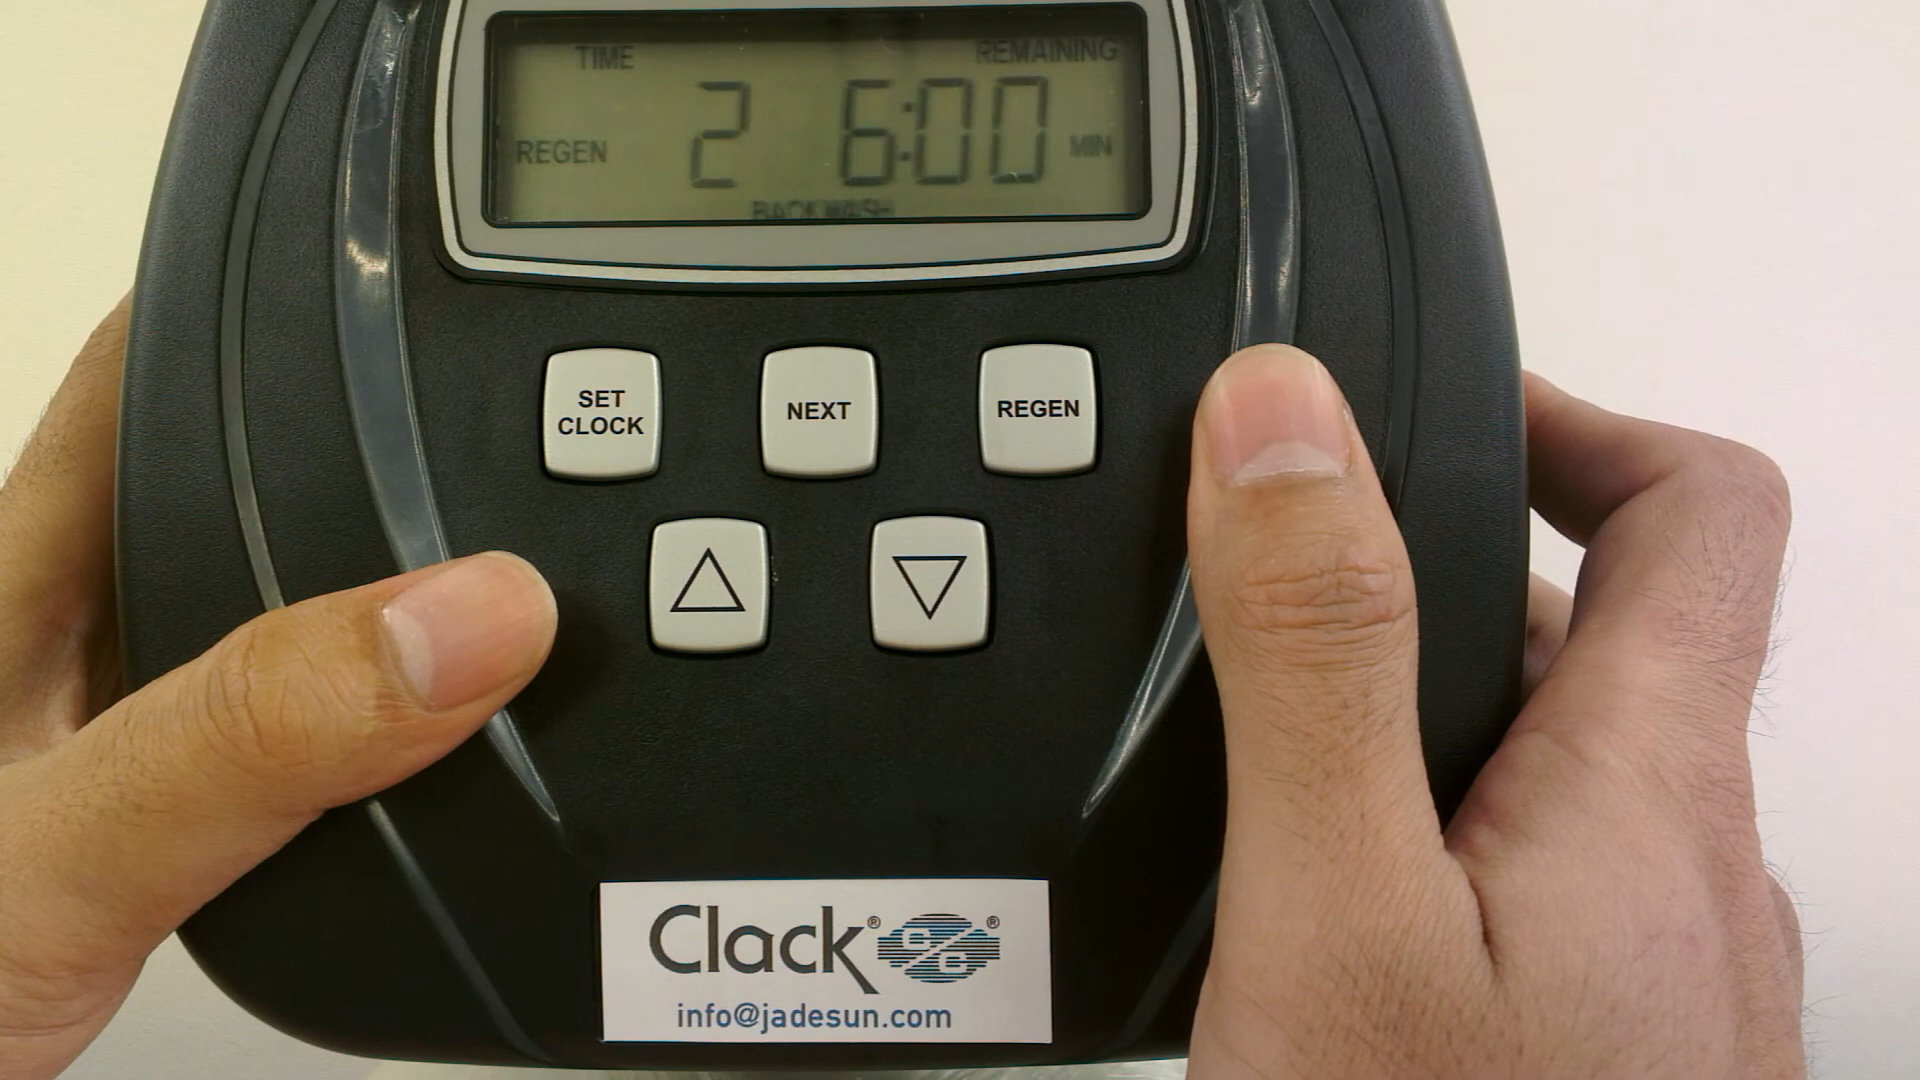 TIME REMAINING
REGEN 2 6:00 MIN
BACKWASH
SET CLOCK
NEXT
REGEN
Clack® C/C ®
info@jadesun.com